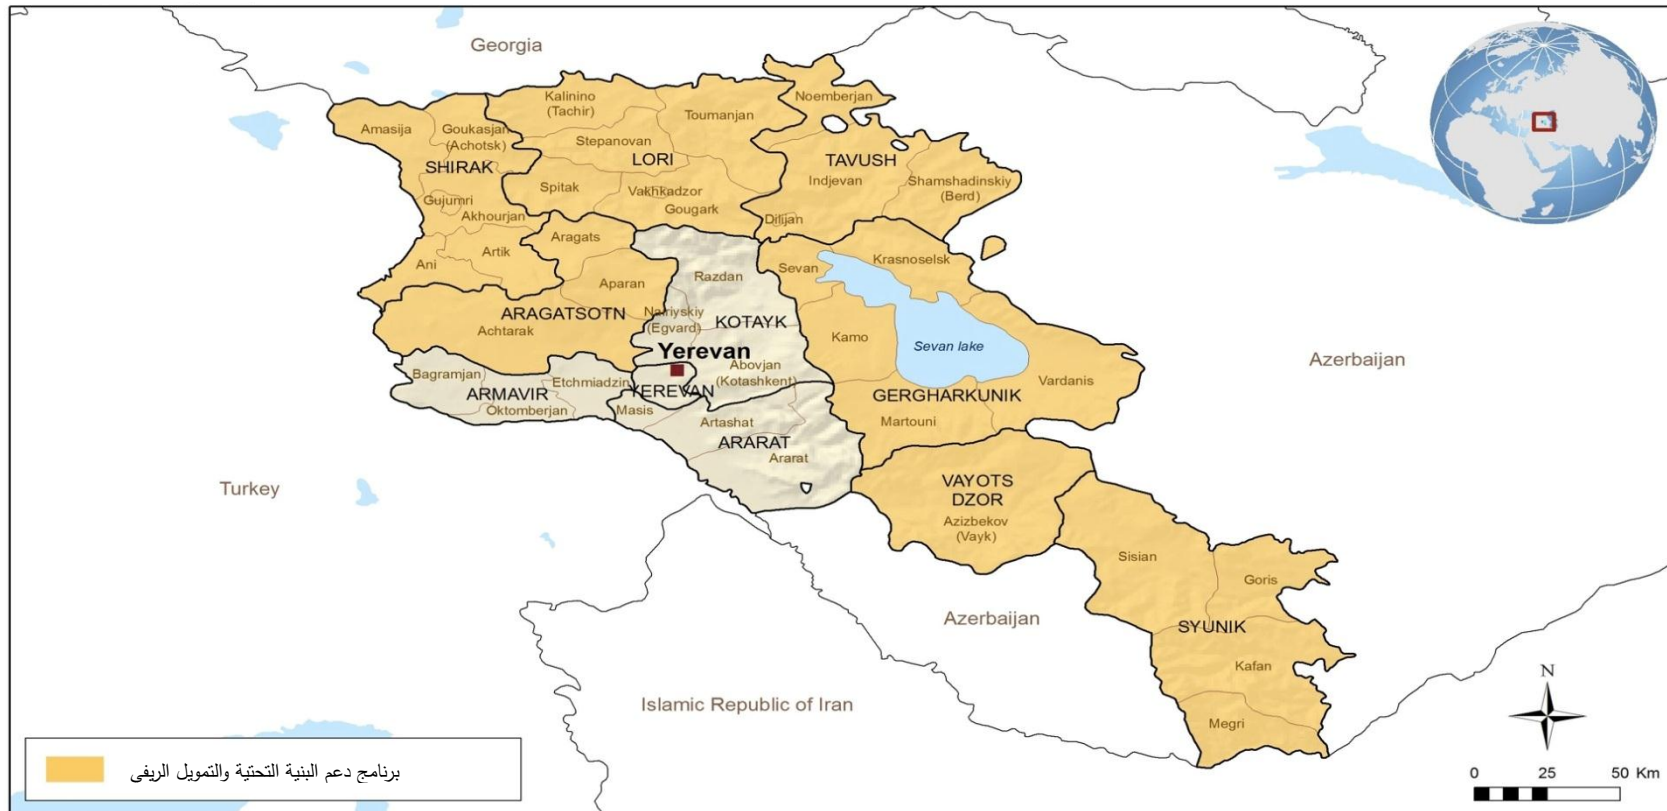 Georgia
Kalinino
(Tachir)
Noemberjan
Toumanjan
Amasija
Goukasjan
(Achotsk)
Stepanovan
LORI
TAVUSH
SHIRAK
Indjevan
Shamshadinskiy
(Berd)
Spitak
Vakhkadzor
Gujumri
Gougark
Akhourjan
Dilijan
Aragats
Artik
Ani
Krasnoselsk
Sevan
Razdan
Aparan
ARAGATSOTN
Nairiyskiy
(Egvard)
KOTAYK
Achtarak
Kamo
Sevan lake
Yerevan
Azerbaijan
Abovjan
(Kotashkent)
Bagramjan
Etchmiadzin
Vardanis
ARMAVIR
YEREVAN
GERGHARKUNIK
Oktomberjan
Masis
Artashat
Martouni
ARARAT
Ararat
Turkey
VAYOTS
DZOR
Azizbekov
(Vayk)
Sisian
Goris
Azerbaijan
SYUNIK
Kafan
N
Islamic Republic of Iran
Megri
برنامج دعم البنية التحتية والتمويل الريفى
0 25 50 Km